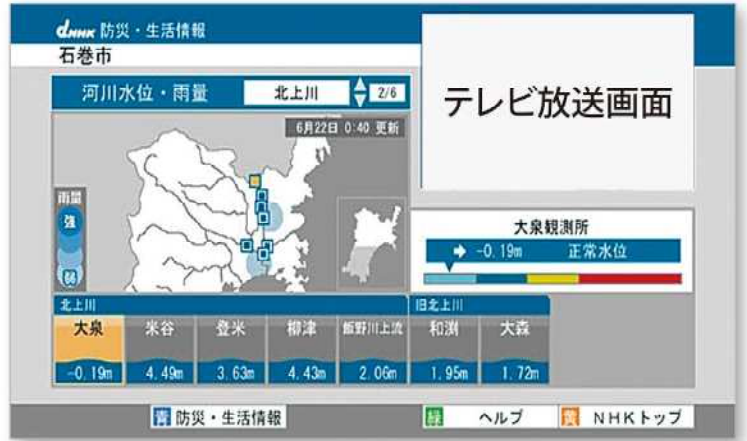 dNHK 防災・生活情報
石巻市
テレビ放送画面
河川水位・雨量 北上川 2/6
6月22日 0:40 更新
雨量
強
弱
大泉観測所
-0.19m 正常水位
北上川 旧北上川
大泉 米谷 登米 柳津 飯野川上流 和渕 大森
-0.19m 4.49m 3.63m 4.43m 2.06m 1.95m 1.72m
青 防災・生活情報 緑 ヘルプ 黄 NHKトップ